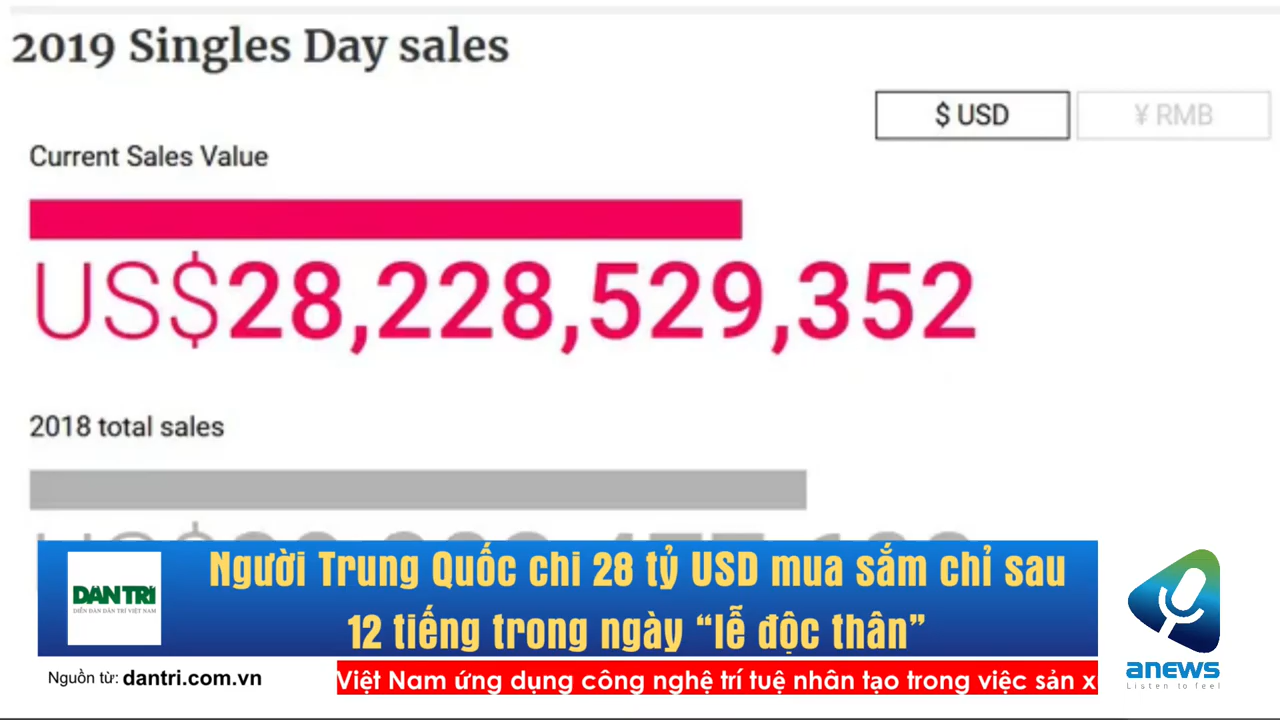 2019 Singles Day sales
$ USD
¥ RMB
Current Sales Value
US$28,228,529,352
2018 total sales
DÂN TRÍ
DIỄN ĐÀN DÂN TRÍ VIỆT NAM
Người Trung Quốc chi 28 tỷ USD mua sắm chỉ sau
12 tiếng trong ngày “lễ độc thân”
Nguồn từ: dantri.com.vn
Việt Nam ứng dụng công nghệ trí tuệ nhân tạo trong việc sản x
anews
Listen to feel